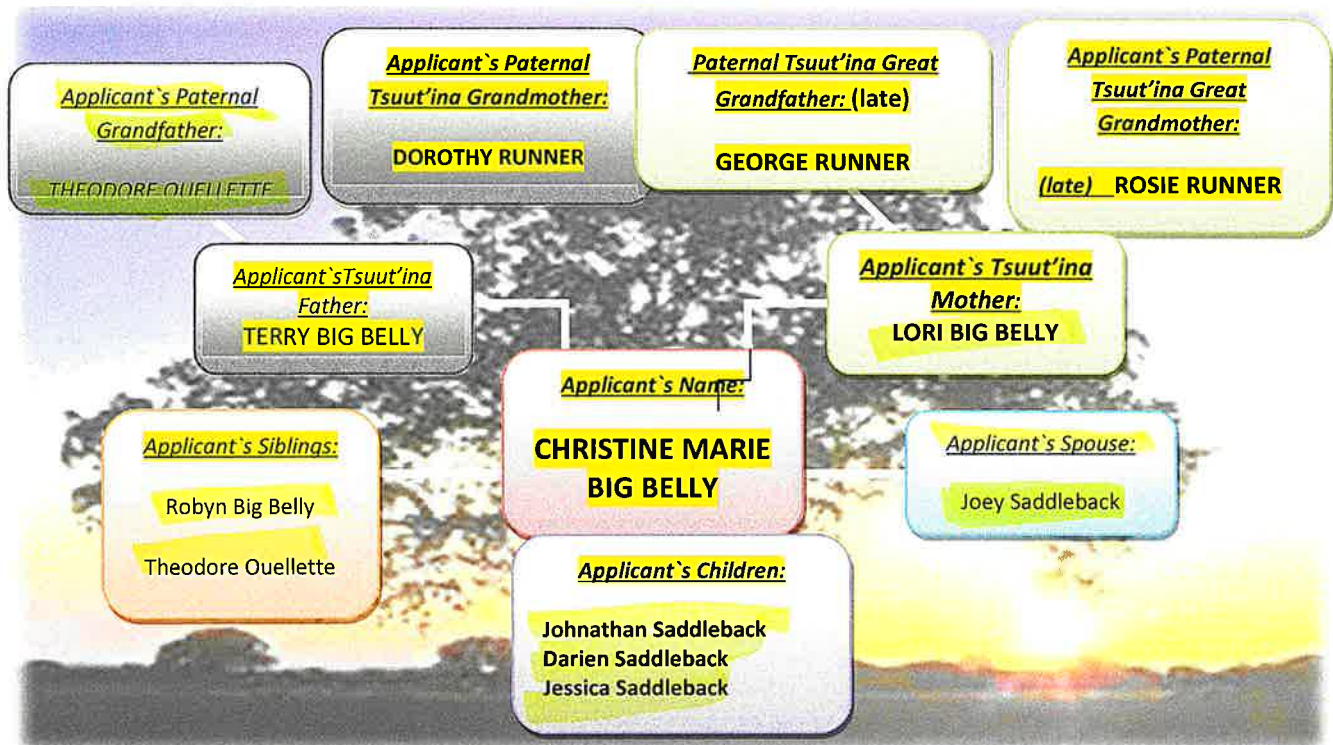 Applicant`s Paternal
Grandfather:
THEODORE OUELLETTE
Applicant`s Paternal
Tsuut'ina Grandmother:
DOROTHY RUNNER
Paternal Tsuut'ina Great
Grandfather: (late)
GEORGE RUNNER
Applicant`s Paternal
Tsuut'ina Great
Grandmother:
(late) ROSIE RUNNER
Applicant`sTsuut'ina
Father:
TERRY BIG BELLY
Applicant`s Tsuut'ina
Mother:
LORI BIG BELLY
Applicant`s Name:
CHRISTINE MARIE
BIG BELLY
Applicant`s Siblings:
Robyn Big Belly
Theodore Ouellette
Applicant`s Spouse:
Joey Saddleback
Applicant`s Children:
Johnathan Saddleback
Darien Saddleback
Jessica Saddleback